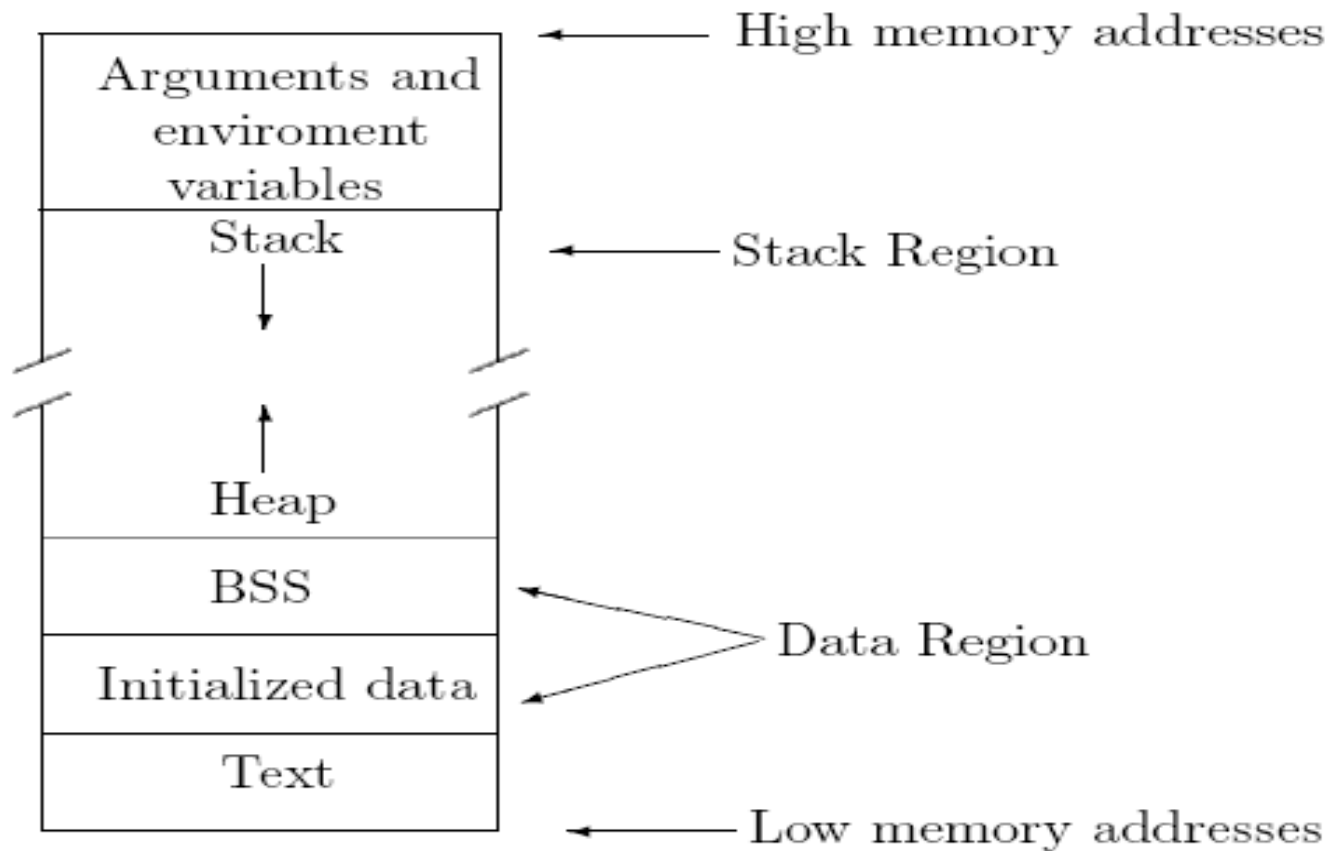 High memory addresses
Arguments and
enviroment
variables
Stack
Stack Region
Heap
BSS
Data Region
Initialized data
Text
Low memory addresses